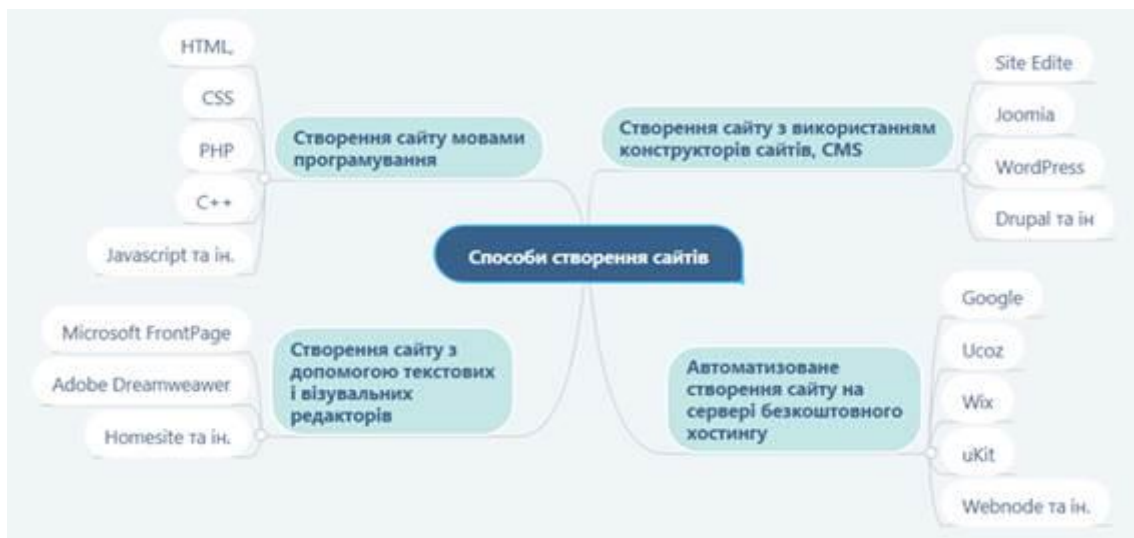 HTML,
CSS
PHP
C++
Javascript та ін.
Створення сайту мовами
програмування
Site Edite
Joomia
WordPress
Drupal та ін
Створення сайту з використанням
конструкторів сайтів, CMS
Способи створення сайтів
Microsoft FrontPage
Adobe Dreamweawer
Homesite та ін.
Створення сайту з
допомогою текстових
і візувальних
редакторів
Автоматизоване
створення сайту на
сервері безкоштовного
хостингу
Google
Ucoz
Wix
uKit
Webnode та ін.